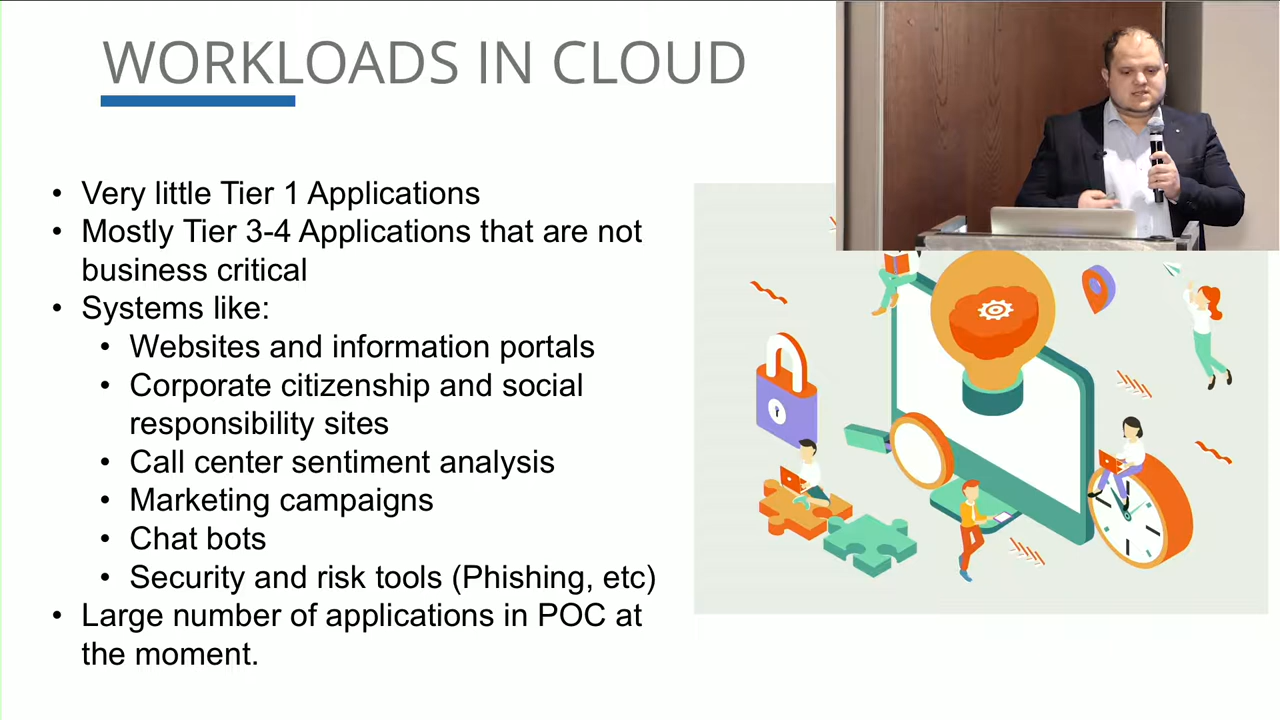 WORKLOADS IN CLOUD
• Very little Tier 1 Applications
• Mostly Tier 3-4 Applications that are not
business critical
• Systems like:
• Websites and information portals
• Corporate citizenship and social
responsibility sites
• Call center sentiment analysis
• Marketing campaigns
• Chat bots
• Security and risk tools (Phishing, etc)
• Large number of applications in POC at
the moment.